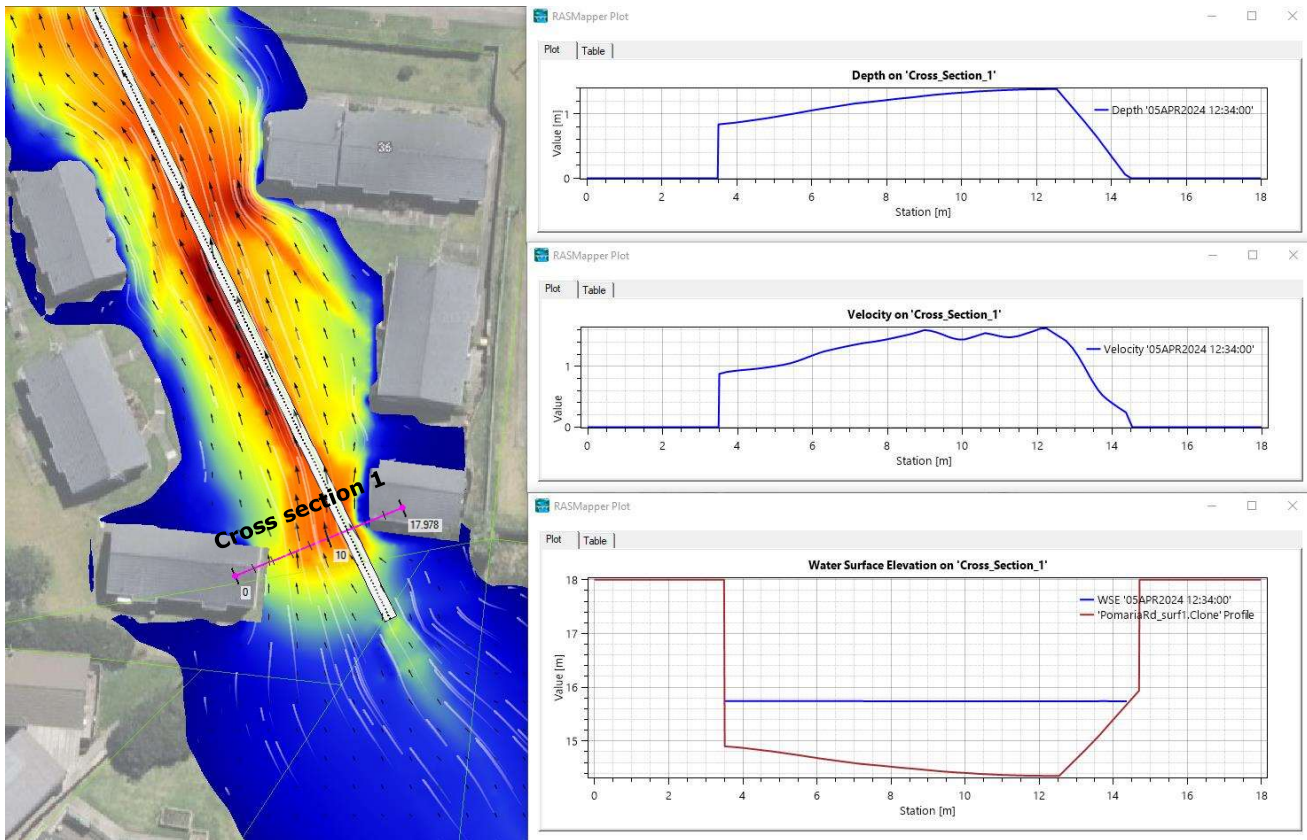 36
Cross section 1
17.978
10
0
RASMapper Plot
Plot Table
Depth on 'Cross_Section_1'
Value [m]
1
0
Depth '05APR2024 12:34:00'
0 2 4 6 8 10 12 14 16 18
Station [m]
RASMapper Plot
Plot Table
Velocity on 'Cross_Section_1'
Value
1
0
Velocity '05APR2024 12:34:00'
0 2 4 6 8 10 12 14 16 18
Station [m]
RASMapper Plot
Plot Table
Water Surface Elevation on 'Cross_Section_1'
Value [m]
18
17
16
15
WSE '05APR2024 12:34:00'
'PomariaRd_surf1.Clone' Profile
0 2 4 6 8 10 12 14 16 18
Station [m]